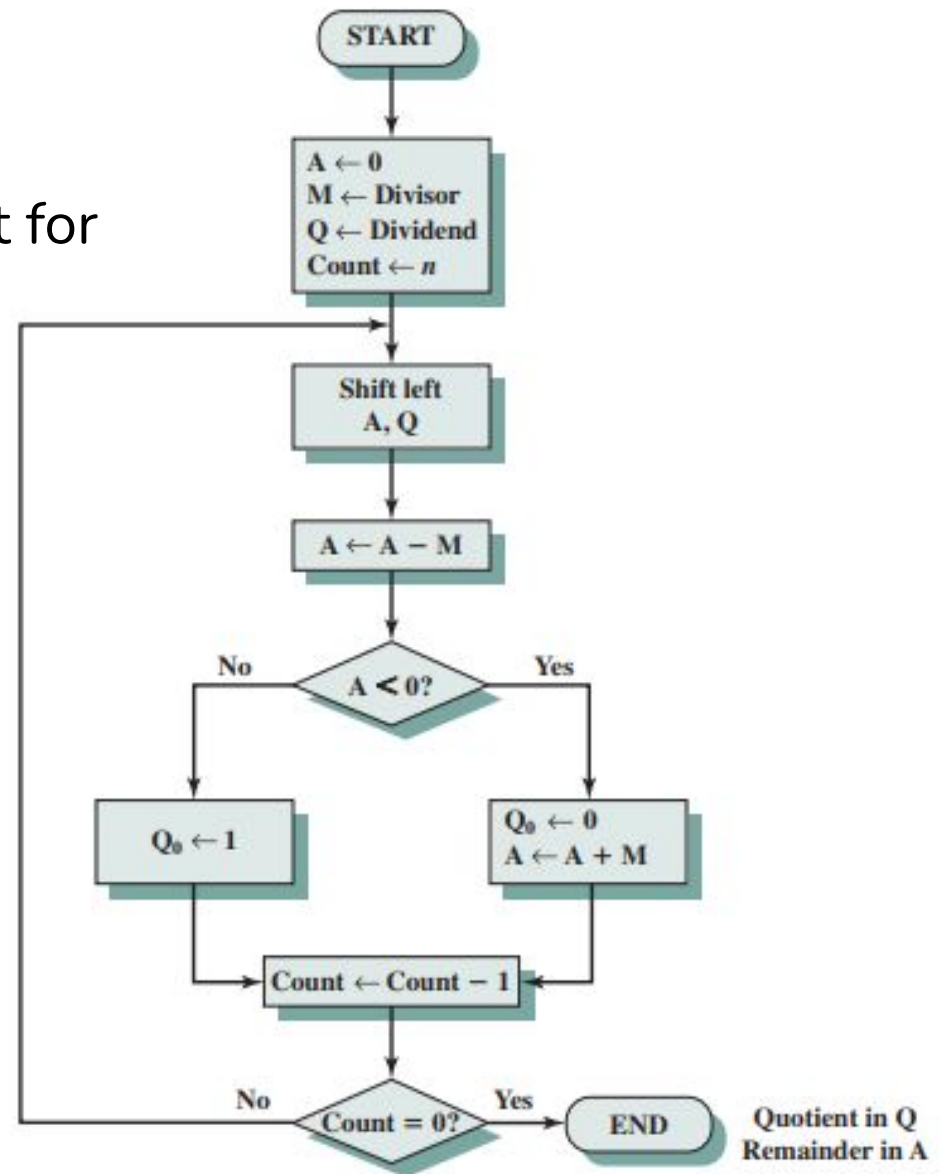 START
t for
A ← 0
M ← Divisor
Q ← Dividend
Count ← n
Shift left
A, Q
A ← A − M
No
Yes
A < 0?
Q₀ ← 1
Q₀ ← 0
A ← A + M
Count ← Count − 1
No
Yes
Count = 0?
END
Quotient in Q
Remainder in A